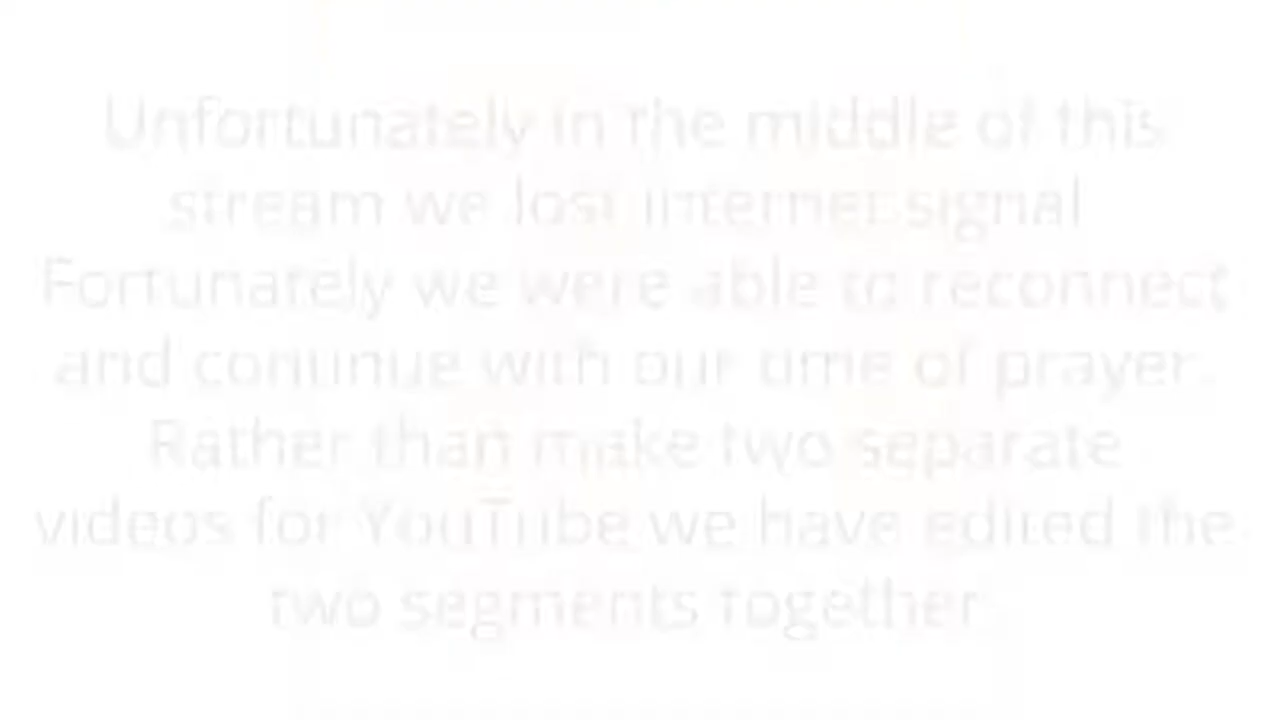 Unfortunately in the middle of this
stream we lost internet signal
Fortunately we were able to reconnect
and continue with our time of prayer.
Rather than make two separate
videos for YouTube we have edited the
two segments together.